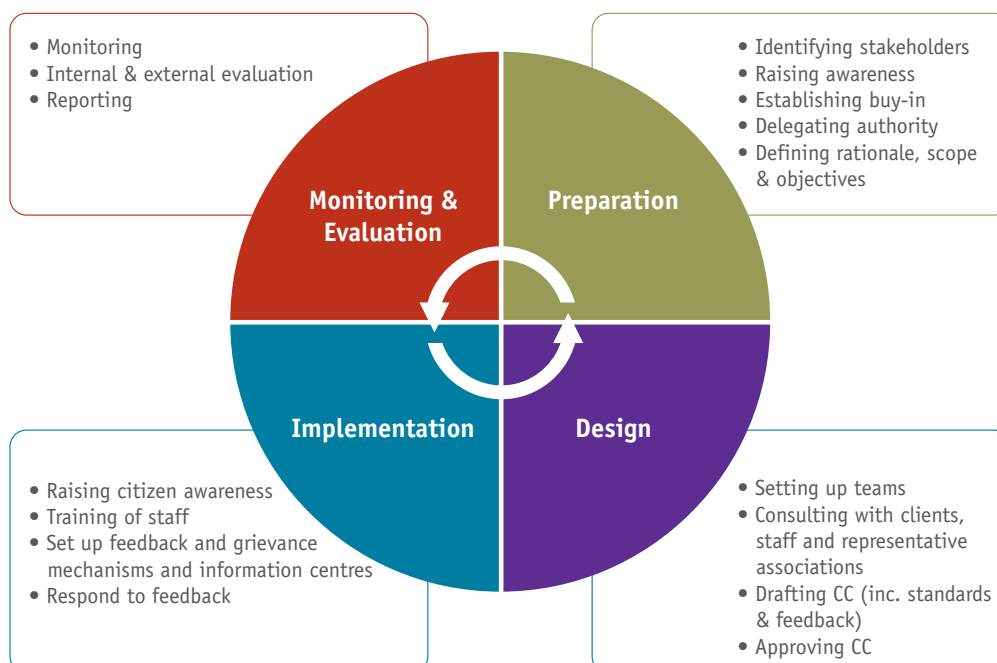 • Monitoring
• Internal & external evaluation
• Reporting
• Identifying stakeholders
• Raising awareness
• Establishing buy-in
• Delegating authority
• Defining rationale, scope
& objectives
Monitoring &
Evaluation
Preparation
Implementation
Design
• Raising citizen awareness
• Training of staff
• Set up feedback and grievance
mechanisms and information centres
• Respond to feedback
• Setting up teams
• Consulting with clients,
staff and representative
associations
• Drafting CC (inc. standards
& feedback)
• Approving CC